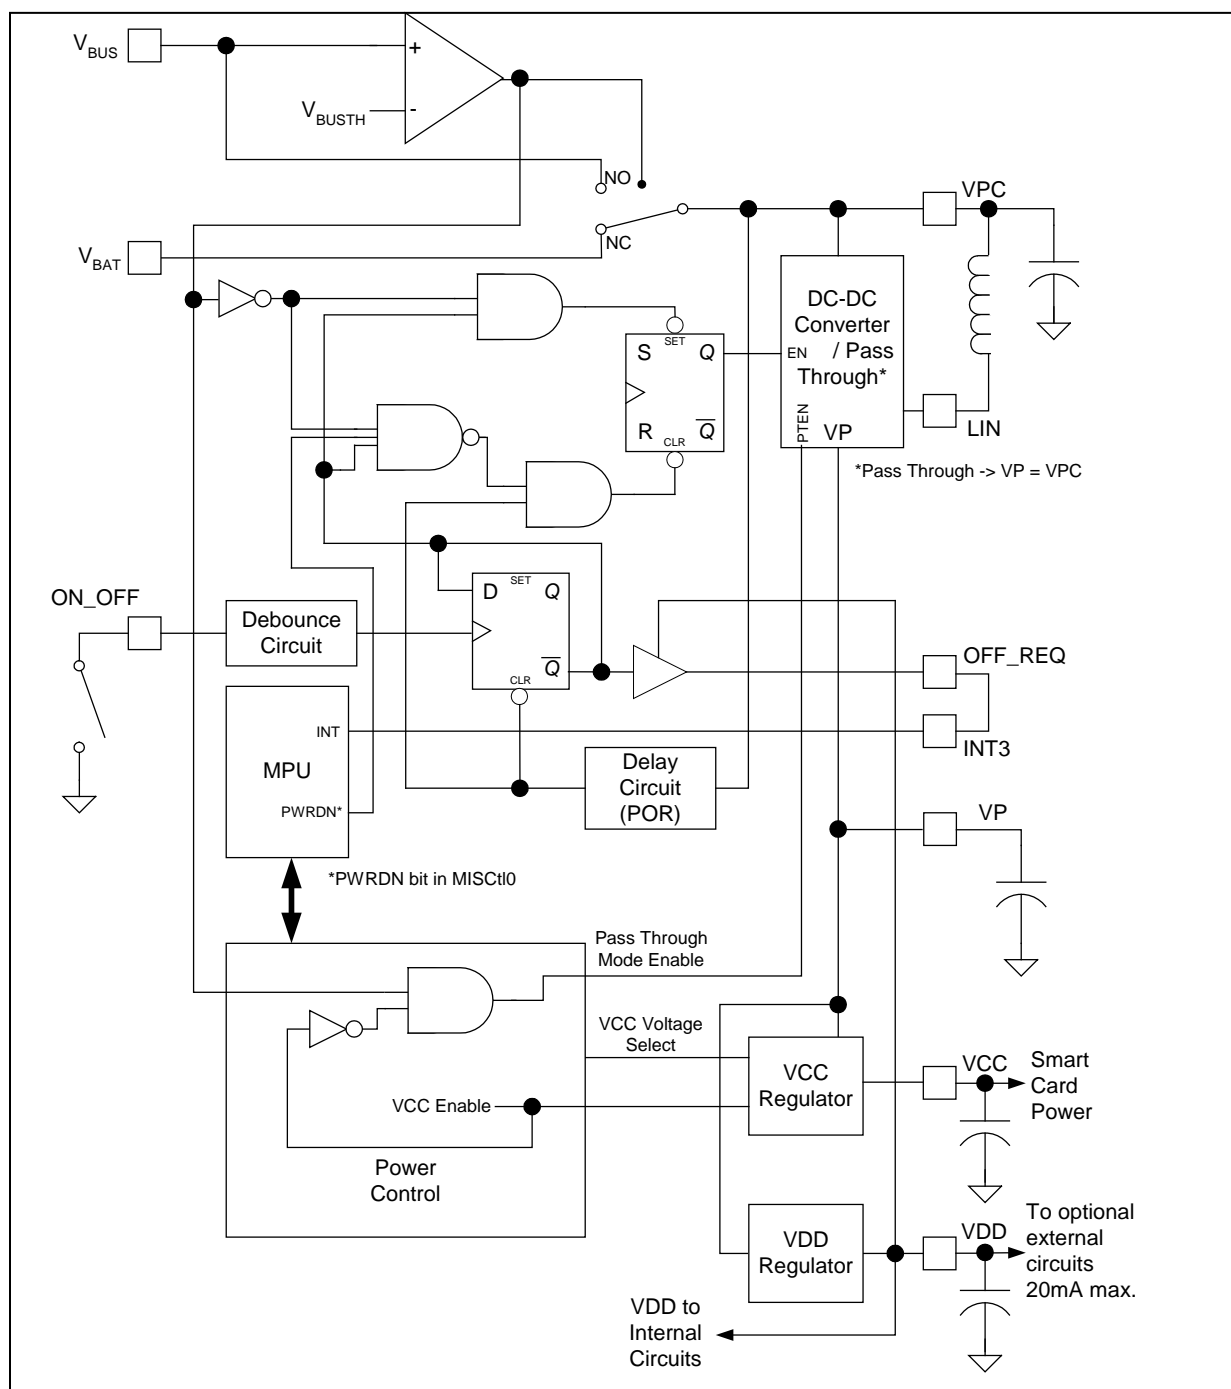 VBUS
+
VBUSTH
-
NO
VPC
NC
VBAT
DC-DC
Converter
/ Pass
Through*
SET
S Q
EN
R Q
CLR
PTEN
VP
LIN
*Pass Through -> VP = VPC
SET
D Q
ON_OFF
Debounce
Circuit
Q
CLR
OFF_REQ
INT
INT3
MPU
Delay
Circuit
(POR)
PWRDN*
VP
*PWRDN bit in MISCtl0
Pass Through
Mode Enable
VCC Voltage
Select
VCC
Regulator
VCC
Smart
Card
Power
VCC Enable
Power
Control
VDD
Regulator
VDD
To optional
external
circuits
20mA max.
VDD to
Internal
Circuits